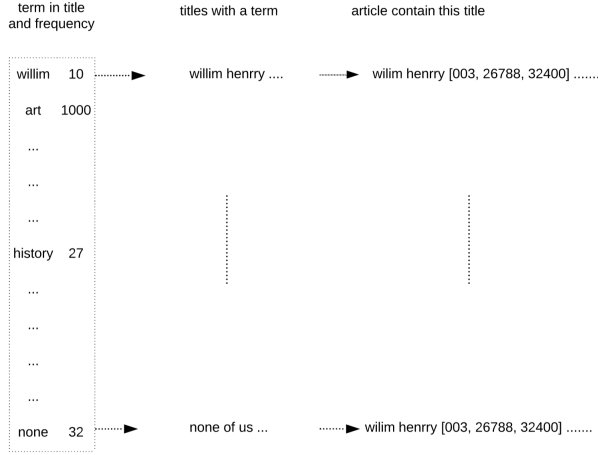 term in title
and frequency
titles with a term
article contain this title
willim 10
willim henrry ....
wilim henrry [003, 26788, 32400] .......
art 1000
...
...
...
history 27
...
...
...
...
none 32
none of us ...
wilim henrry [003, 26788, 32400] .......